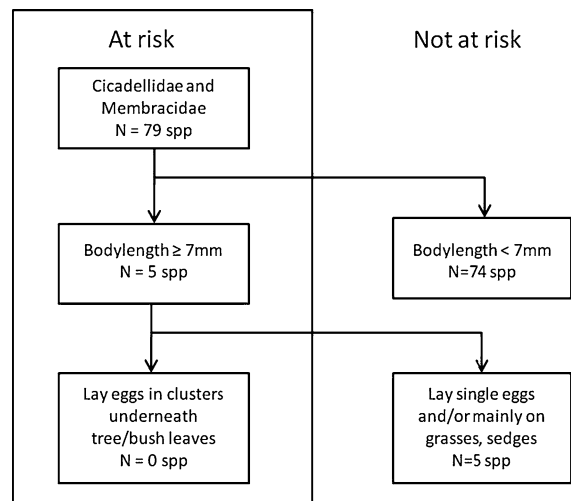 At risk
Not at risk
Cicadellidae and
Membracidae
N = 79 spp
Bodylength ≥ 7mm
N = 5 spp
Bodylength < 7mm
N=74 spp
Lay eggs in clusters
underneath
tree/bush leaves
N = 0 spp
Lay single eggs
and/or mainly on
grasses, sedges
N=5 spp